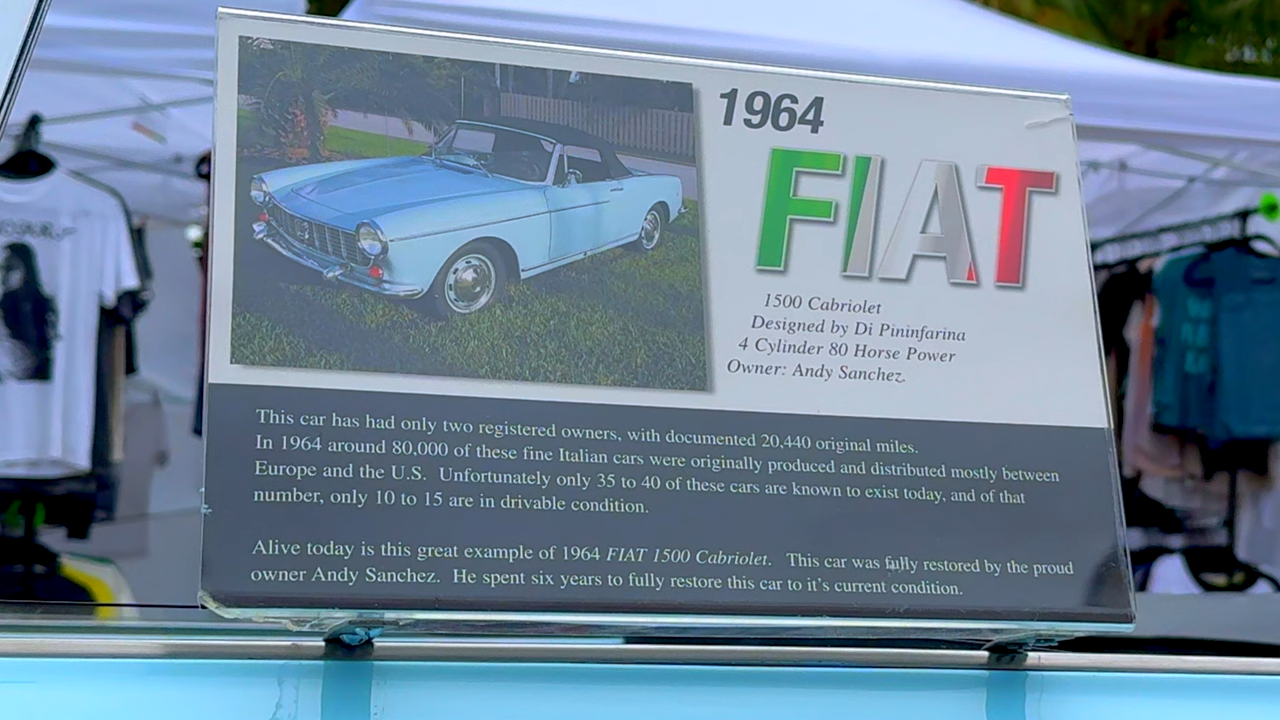 1964
FIAT
1500 Cabriolet
Designed by Di Pininfarina
4 Cylinder 80 Horse Power
Owner: Andy Sanchez.
This car has had only two registered owners, with documented 20,440 original miles.
In 1964 around 80,000 of these fine Italian cars were originally produced and distributed mostly between
Europe and the U.S. Unfortunately only 35 to 40 of these cars are known to exist today, and of that
number, only 10 to 15 are in drivable condition.
Alive today is this great example of 1964 FIAT 1500 Cabriolet. This car was fully restored by the proud
owner Andy Sanchez. He spent six years to fully restore this car to it's current condition.